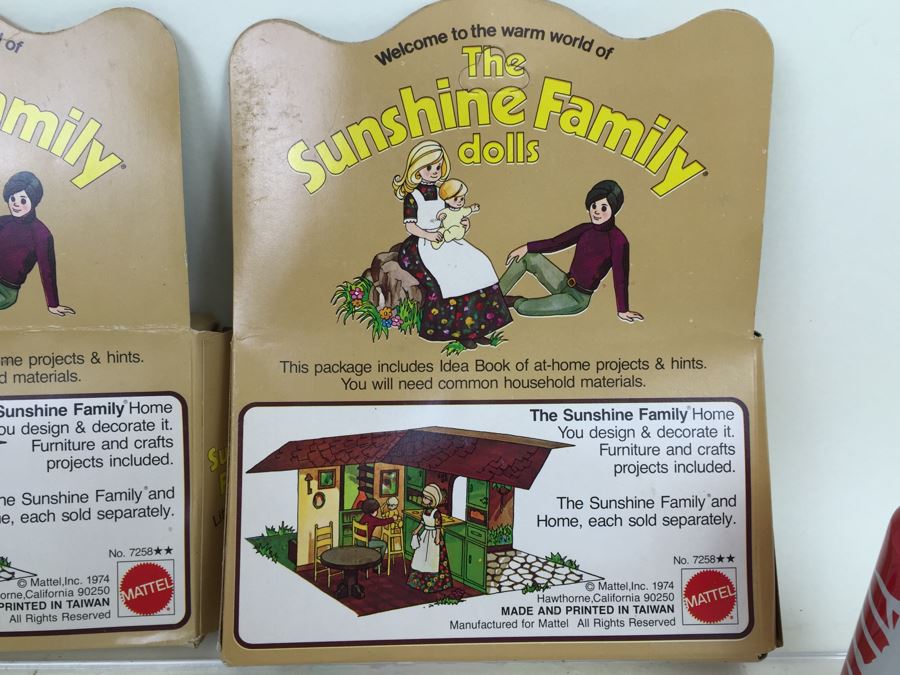 of
amily
me projects & hints.
d materials.
Sunshine Family® Home
ou design & decorate it.
Furniture and crafts
projects included.
he Sunshine Family® and
e, each sold separately.
No. 7258★★
© Mattel, Inc. 1974
orne, California 90250
PRINTED IN TAIWAN
All Rights Reserved
MATTEL
Welcome to the warm world of
The
Sunshine Family®
dolls
This package includes Idea Book of at-home projects & hints.
You will need common household materials.
The Sunshine Family® Home
You design & decorate it.
Furniture and crafts
projects included.
The Sunshine Family® and
Home, each sold separately.
No. 7258★★
© Mattel, Inc. 1974
Hawthorne, California 90250
MADE AND PRINTED IN TAIWAN
Manufactured for Mattel All Rights Reserved
MATTEL